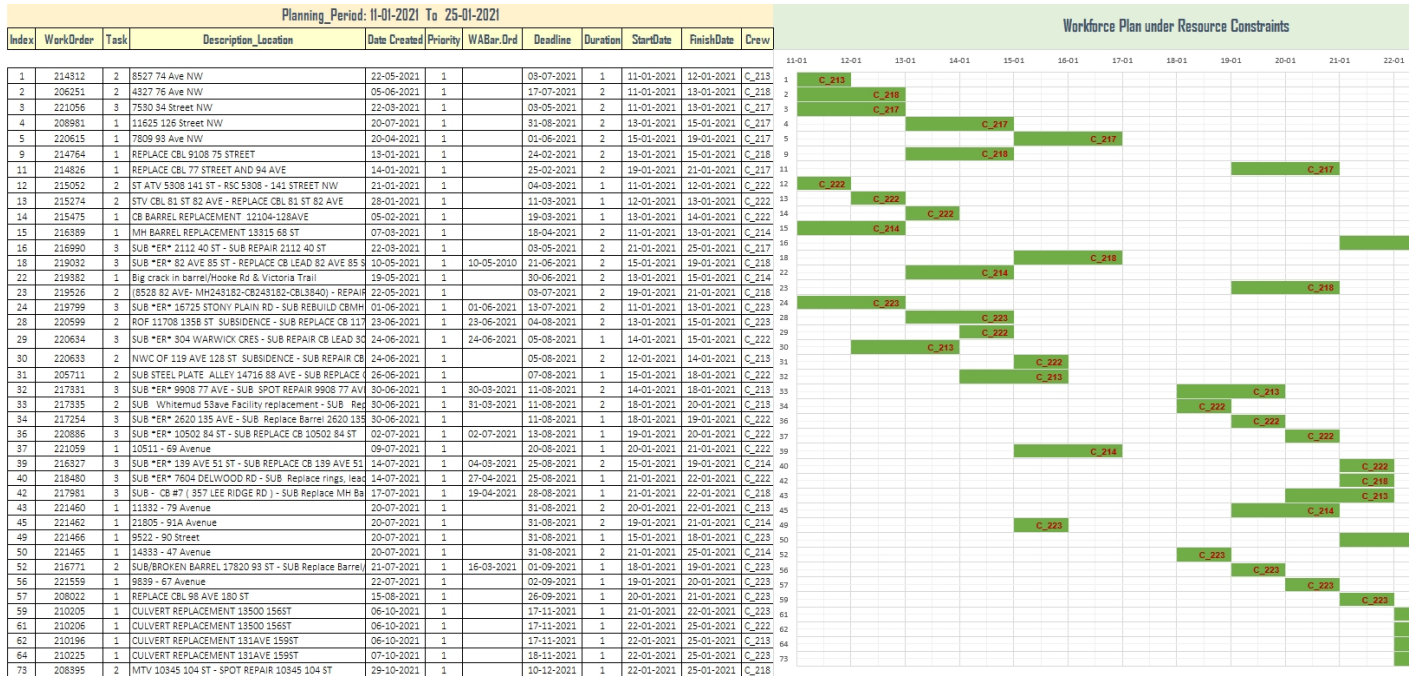 Planning_Period: 11-01-2021 To 25-01-2021
Workforce Plan under Resource Constraints
Index WorkOrder Task Description_Location Date Created Priority WABar.Ord Deadline Duration StartDate FinishDate Crew
11-01 12-01 13-01 14-01 15-01 16-01 17-01 18-01 19-01 20-01 21-01 22-01
1 214312 2 8527 74 Ave NW 22-05-2021 1 03-07-2021 1 11-01-2021 12-01-2021 C_213 1 C_213
2 206251 2 4327 76 Ave NW 05-06-2021 1 17-07-2021 2 11-01-2021 13-01-2021 C_218 2 C_218
3 221056 3 7530 34 Street NW 22-03-2021 1 03-05-2021 2 11-01-2021 13-01-2021 C_217 3 C_217
4 208981 1 11625 126 Street NW 20-07-2021 1 31-08-2021 2 13-01-2021 15-01-2021 C_217 4 C_217
5 220615 1 7809 93 Ave NW 20-04-2021 1 01-06-2021 2 15-01-2021 19-01-2021 C_217 5 C_217
9 214764 1 REPLACE CBL 9108 75 STREET 13-01-2021 1 24-02-2021 2 13-01-2021 15-01-2021 C_218 9 C_218
11 214826 1 REPLACE CBL 77 STREET AND 94 AVE 14-01-2021 1 25-02-2021 2 19-01-2021 21-01-2021 C_217 11 C_217
12 215052 2 ST ATV 5308 141 ST - RSC 5308 - 141 STREET NW 21-01-2021 1 04-03-2021 1 11-01-2021 12-01-2021 C_222 12 C_222
13 215274 2 STV CBL 81 ST 82 AVE - REPLACE CBL 81 ST 82 AVE 28-01-2021 1 11-03-2021 1 12-01-2021 13-01-2021 C_222 13 C_222
14 215475 1 CB BARREL REPLACEMENT 12104-128AVE 05-02-2021 1 19-03-2021 1 13-01-2021 14-01-2021 C_222 14 C_222
15 216389 1 MH BARREL REPLACEMENT 13315 68ST 07-03-2021 1 18-04-2021 2 11-01-2021 13-01-2021 C_214 15 C_214
16 216990 3 SUB *ER* 2112 40 ST - SUB REPAIR 2112 40 ST 22-03-2021 1 03-05-2021 2 21-01-2021 25-01-2021 C_217 16
18 219032 3 SUB *ER* 82 AVE 85 ST - SUB REPAIR CB LEAD 82 AVE 85 S 10-05-2021 1 10-05-2010 21-06-2021 2 15-01-2021 19-01-2021 C_218 18 C_218
22 219382 1 Big crack in barrel/Hooke Rd & Victoria Trail 19-05-2021 1 30-06-2021 2 13-01-2021 15-01-2021 C_214 22 C_214
23 219526 2 (8528 82 AVE- MH243182-CB243182-CBL3840) - REPAIR 22-05-2021 1 03-07-2021 2 19-01-2021 21-01-2021 C_218 23 C_218
24 219799 3 SUB *ER* 16725 STONY PLAIN RD - SUB REBUILD CBMH 01-06-2021 1 01-06-2021 13-07-2021 2 11-01-2021 13-01-2021 C_223 24 C_223
28 220599 2 ROF 11708 135B ST SUBSIDENCE - SUB REPLACE CB 117 23-06-2021 1 23-06-2021 04-08-2021 2 13-01-2021 15-01-2021 C_223 28 C_223
29 220634 3 SUB *ER* 304 WARWICK CRES - SUB REPAIR CB LEAD 30 24-06-2021 1 24-06-2021 05-08-2021 1 14-01-2021 15-01-2021 C_222 29 C_222
30 220633 2 NWC OF 119 AVE 128 ST SUBSIDENCE - SUB REPAIR CB 24-06-2021 1 05-08-2021 2 12-01-2021 14-01-2021 C_213 30 C_213
31 205711 2 SUB STEEL PLATE ALLEY 14716 88 AVE - SUB REPLACE 26-06-2021 1 07-08-2021 1 15-01-2021 18-01-2021 C_222 31 C_222
32 217331 3 SUB *ER* 9908 77 AVE - SUB SPOT REPAIR 9908 77 AV 30-06-2021 1 30-03-2021 11-08-2021 2 14-01-2021 18-01-2021 C_213 32 C_213
33 217335 2 SUB Whitemud 53ave Facility replacement - SUB Rep 30-06-2021 1 31-03-2021 11-08-2021 2 18-01-2021 20-01-2021 C_213 33 C_213
34 217254 3 SUB *ER* 2620 135 AVE - SUB Replace Barrel 2620 135 30-06-2021 1 11-08-2021 1 18-01-2021 19-01-2021 C_222 34 C_222
36 220886 3 SUB *ER* 10502 84 ST - SUB REPLACE CB 10502 84 ST 02-07-2021 1 02-07-2021 13-08-2021 1 19-01-2021 20-01-2021 C_222 36 C_222
37 221059 1 10511 - 69 Avenue 09-07-2021 1 20-08-2021 1 20-01-2021 21-01-2021 C_222 37 C_222
39 216327 3 SUB *ER* 139 AVE 51 ST - SUB REPLACE CB 139 AVE 51 14-07-2021 1 04-03-2021 25-08-2021 2 15-01-2021 19-01-2021 C_214 39 C_214
40 218480 3 SUB *ER* 7604 DELWOOD RD - SUB Replace rings, lead 14-07-2021 1 27-04-2021 25-08-2021 1 21-01-2021 22-01-2021 C_222 40 C_222
42 217981 3 SUB - CB #7 ( 357 LEE RIDGE RD ) - SUB Replace MH Ba 17-07-2021 1 19-04-2021 28-08-2021 1 21-01-2021 22-01-2021 C_218 42 C_218
43 221460 1 11332 - 79 Avenue 20-07-2021 1 31-08-2021 2 20-01-2021 22-01-2021 C_213 43 C_213
45 221462 1 21805 - 91A Avenue 20-07-2021 1 31-08-2021 2 19-01-2021 21-01-2021 C_214 45 C_214
49 221466 1 9522 - 90 Street 20-07-2021 1 31-08-2021 1 15-01-2021 18-01-2021 C_223 49 C_223
50 221465 1 14333 - 47 Avenue 20-07-2021 1 31-08-2021 2 21-01-2021 25-01-2021 C_214 50
52 216771 2 SUB/BROKEN BARREL 17820 93 ST - SUB Replace Barrel/ 21-07-2021 1 16-03-2021 01-09-2021 1 18-01-2021 19-01-2021 C_223 52 C_223
56 221559 1 9839 - 67 Avenue 22-07-2021 1 02-09-2021 1 19-01-2021 20-01-2021 C_223 56 C_223
57 208022 1 REPLACE CBL 98 AVE 180 ST 15-08-2021 1 26-09-2021 1 20-01-2021 21-01-2021 C_223 57 C_223
59 210205 1 CULVERT REPLACEMENT 13500 156ST 06-10-2021 1 17-11-2021 1 21-01-2021 22-01-2021 C_223 59 C_223
61 210206 1 CULVERT REPLACEMENT 13500 156ST 06-10-2021 1 17-11-2021 1 22-01-2021 25-01-2021 C_222 61
62 210196 1 CULVERT REPLACEMENT 131AVE 159ST 06-10-2021 1 17-11-2021 1 22-01-2021 25-01-2021 C_213 62
64 210225 1 CULVERT REPLACEMENT 131AVE 159ST 07-10-2021 1 18-11-2021 1 22-01-2021 25-01-2021 C_223 64
73 208395 2 MTV 10345 104 ST - SPOT REPAIR 10345 104 ST 29-10-2021 1 10-12-2021 1 22-01-2021 25-01-2021 C_218 73